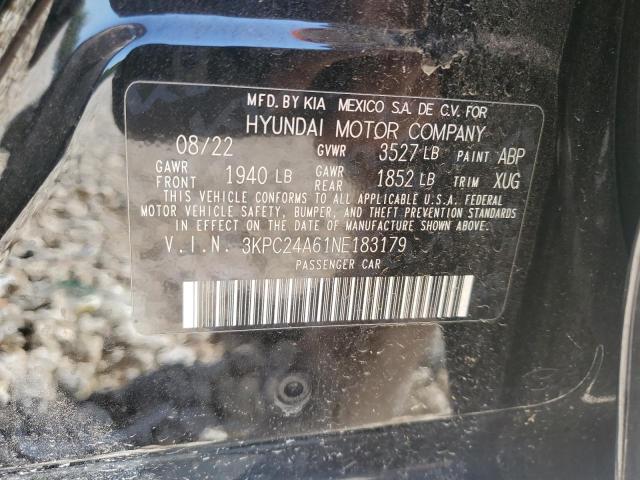 MFD. BY KIA MEXICO S.A. DE C.V. FOR
HYUNDAI MOTOR COMPANY
08/22 GVWR 3527 LB PAINT ABP
GAWR FRONT 1940 LB GAWR REAR 1852 LB TRIM XUG
THIS VEHICLE CONFORMS TO ALL APPLICABLE U.S.A. FEDERAL
MOTOR VEHICLE SAFETY, BUMPER, AND THEFT PREVENTION STANDARDS
IN EFFECT ON THE DATE OF MANUFACTURE SHOWN ABOVE.
V.I.N. 3KPC24A61NE183179
PASSENGER CAR